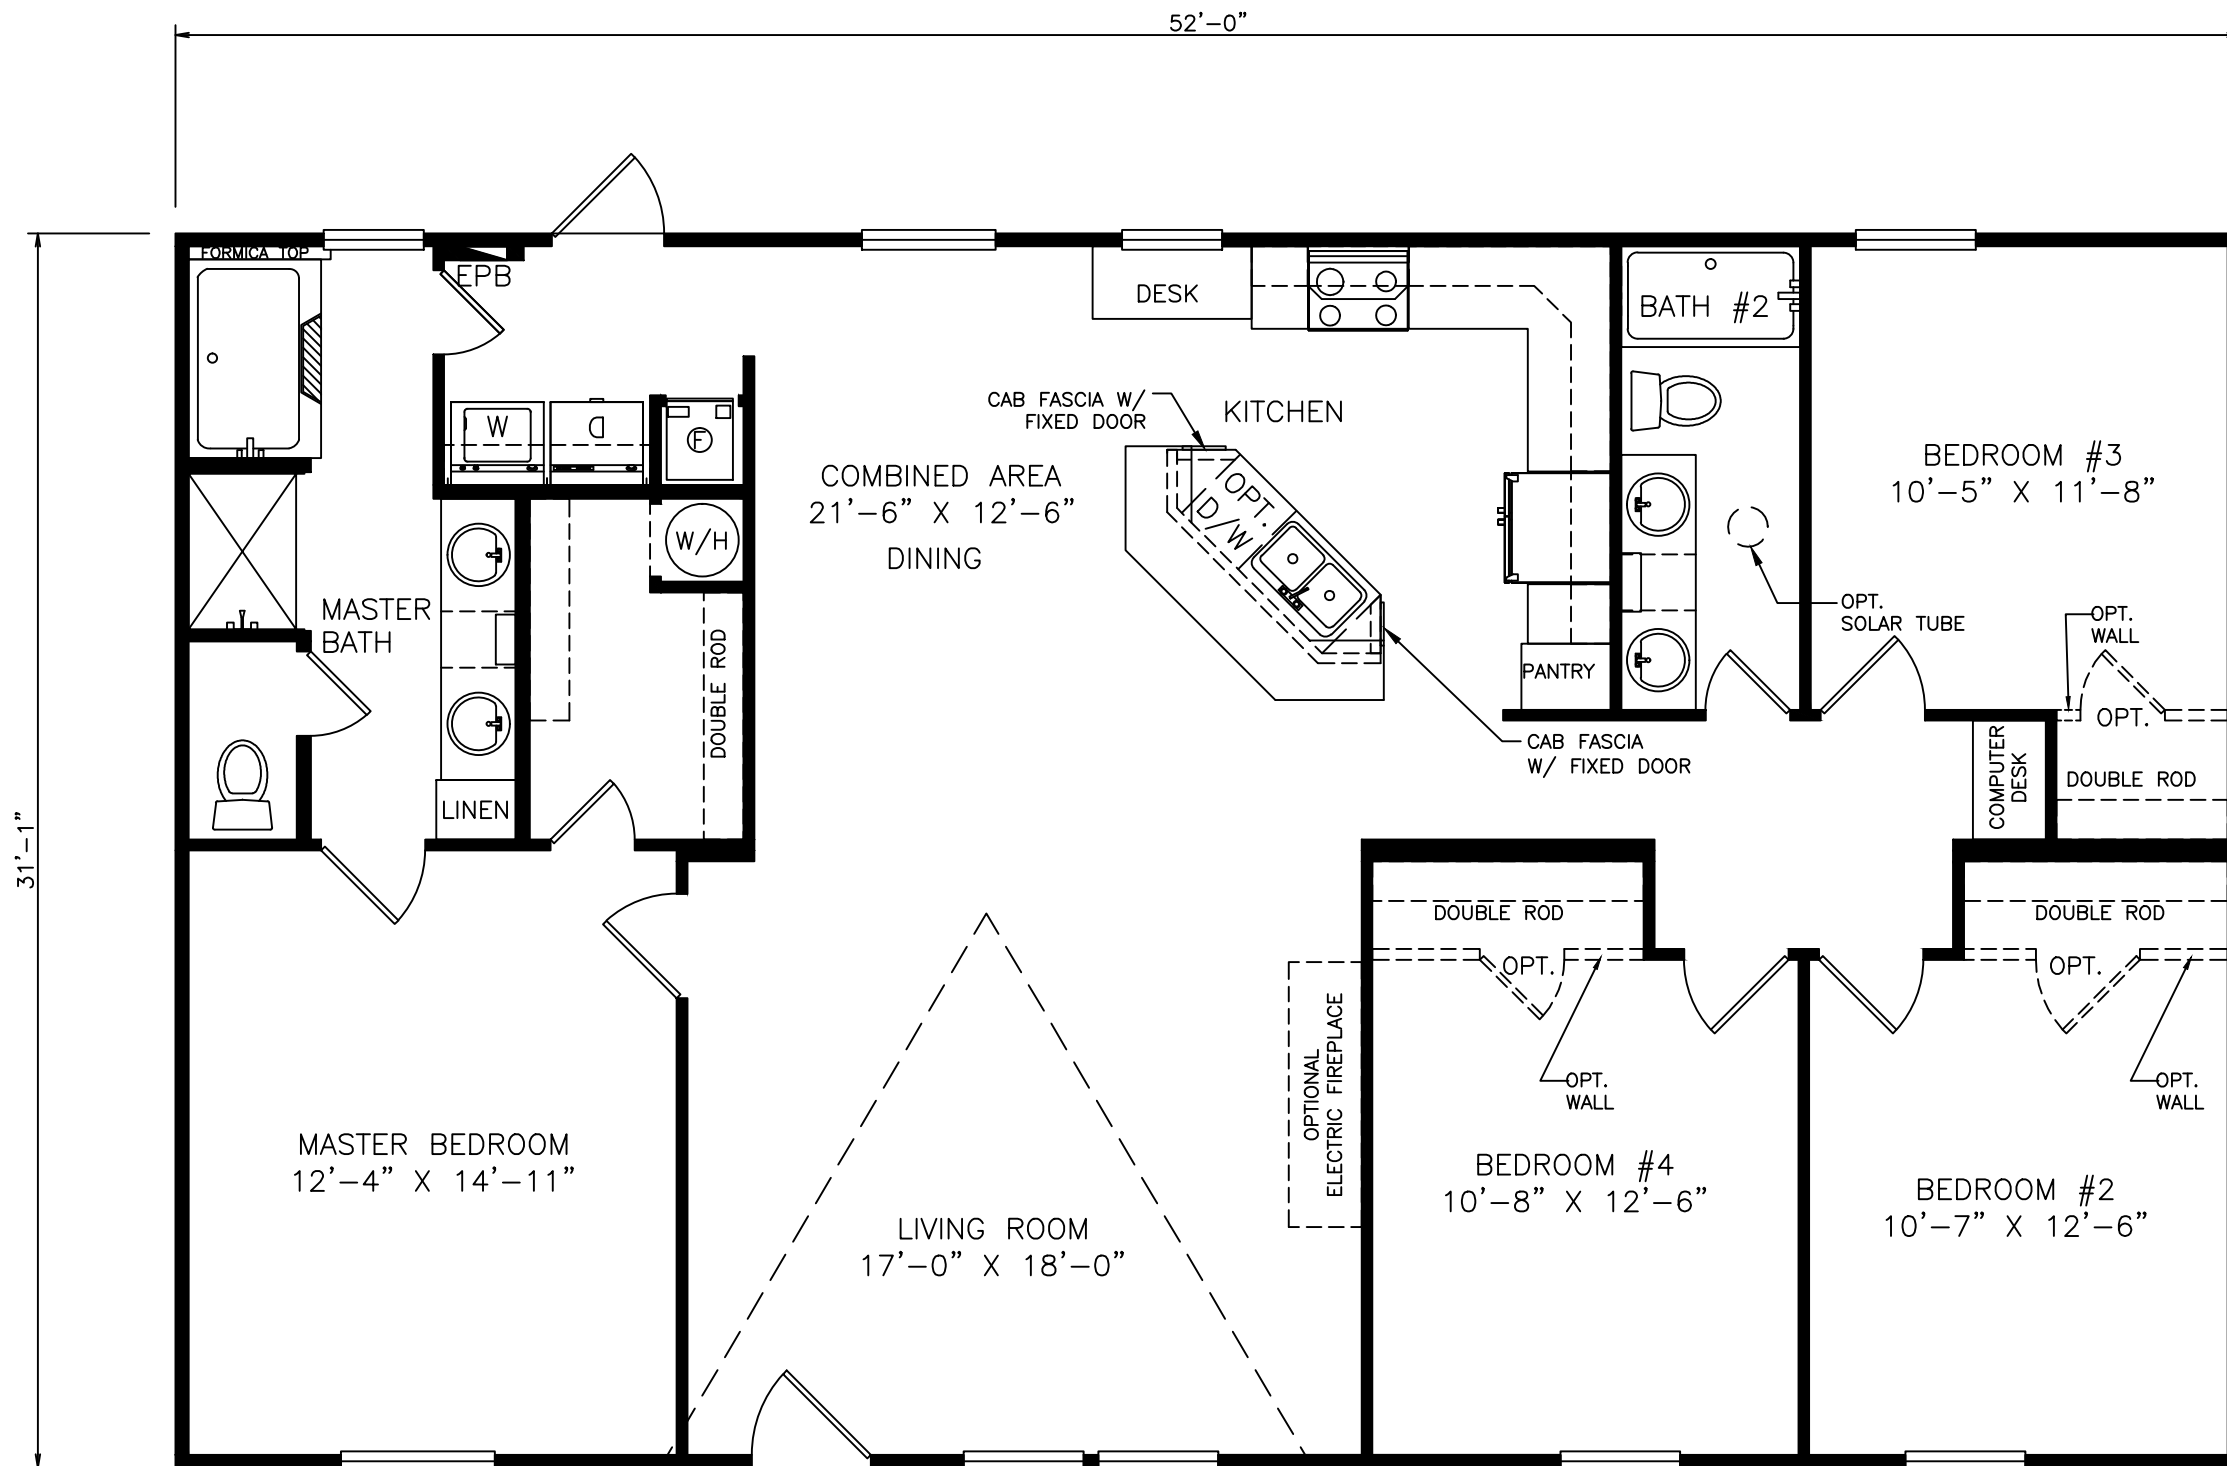 52'-0"
31'-1"
FORMICA TOP
EPB
DESK
BATH #2
W
D
F
CAB FASCIA W/
FIXED DOOR
KITCHEN
COMBINED AREA
21'-6" X 12'-6"
DINING
OPT.
D/W
BEDROOM #3
10'-5" X 11'-8"
W/H
MASTER
BATH
DOUBLE ROD
OPT.
SOLAR TUBE
OPT.
WALL
PANTRY
OPT.
CAB FASCIA
W/ FIXED DOOR
COMPUTER
DESK
DOUBLE ROD
LINEN
DOUBLE ROD
DOUBLE ROD
OPT.
OPT.
OPTIONAL
ELECTRIC FIREPLACE
OPT.
WALL
OPT.
WALL
MASTER BEDROOM
12'-4" X 14'-11"
BEDROOM #4
10'-8" X 12'-6"
BEDROOM #2
10'-7" X 12'-6"
LIVING ROOM
17'-0" X 18'-0"